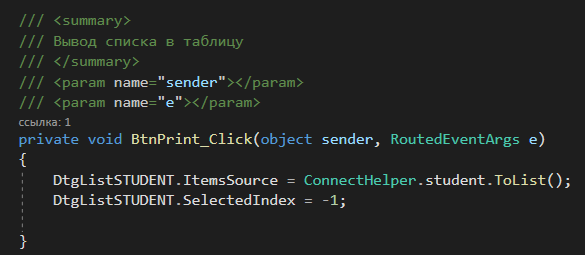 /// <summary>
/// Вывод списка в таблицу
/// </summary>
/// <param name="sender"></param>
/// <param name="e"></param>
ссылка: 1
private void BtnPrint_Click(object sender, RoutedEventArgs e)
{
DtgListSTUDENT.ItemsSource = ConnectHelper.student.ToList();
DtgListSTUDENT.SelectedIndex = -1;
}